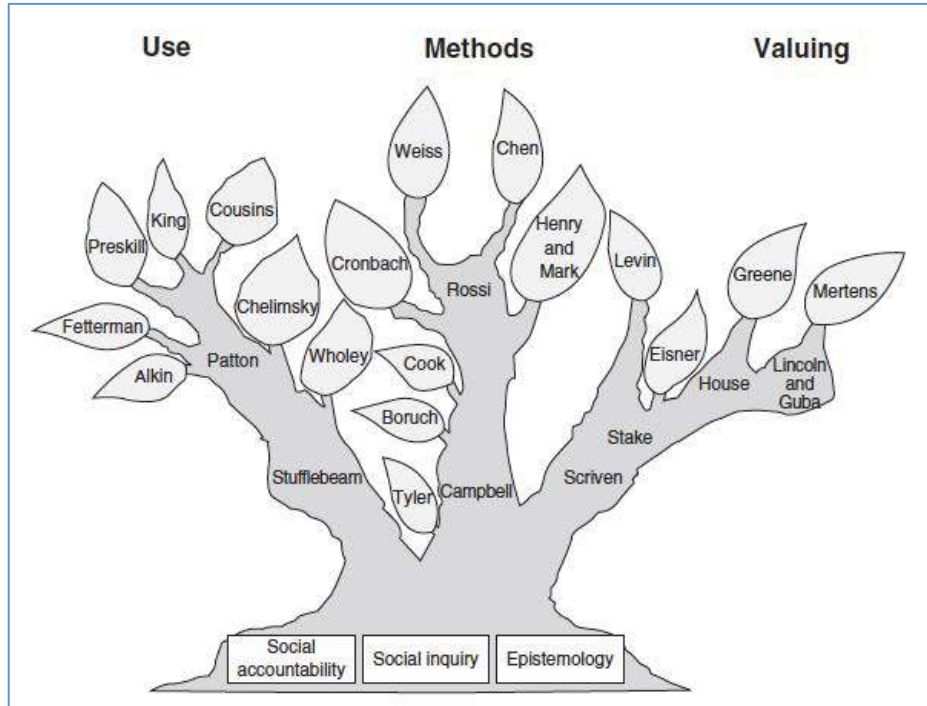 Use
Methods
Valuing
Weiss
Chen
King
Cousins
Preskill
Cronbach
Henry
and
Mark
Levin
Greene
Mertens
Chelimsky
Rossi
Fetterman
Patton
Wholey
Cook
Eisner
House
Lincoln
and
Guba
Alkin
Boruch
Stake
Stufflebeam
Tyler
Campbell
Scriven
Social
accountability
Social inquiry
Epistemology